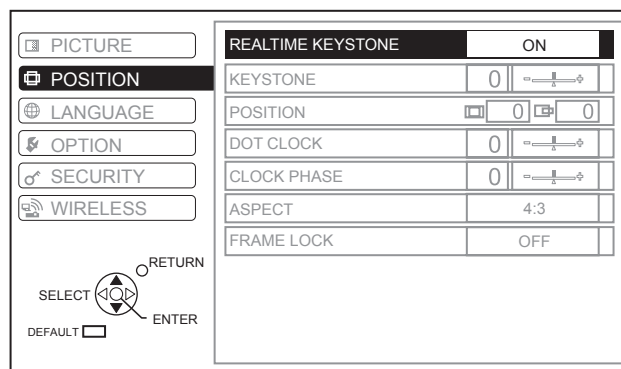 PICTURE
POSITION
LANGUAGE
OPTION
SECURITY
WIRELESS
RETURN
SELECT
ENTER
DEFAULT
REALTIME KEYSTONE ON
KEYSTONE 0
POSITION 0 0
DOT CLOCK 0
CLOCK PHASE 0
ASPECT 4:3
FRAME LOCK OFF